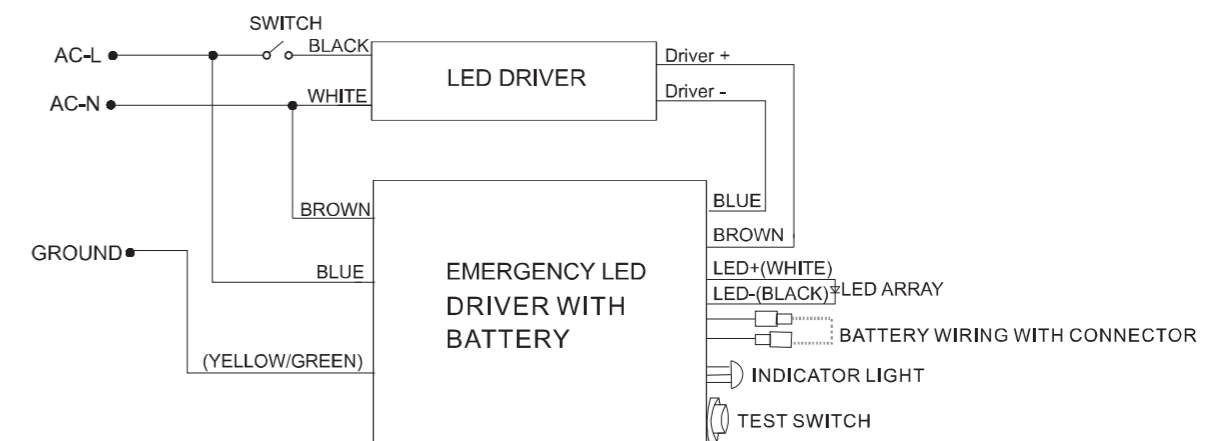 SWITCH
AC-L
BLACK
LED DRIVER
Driver +
AC-N
WHITE
Driver -
BROWN
BLUE
BROWN
GROUND
BLUE
EMERGENCY LED
DRIVER WITH
BATTERY
LED+(WHITE)
LED-(BLACK)
LED ARRAY
BATTERY WIRING WITH CONNECTOR
(YELLOW/GREEN)
INDICATOR LIGHT
TEST SWITCH